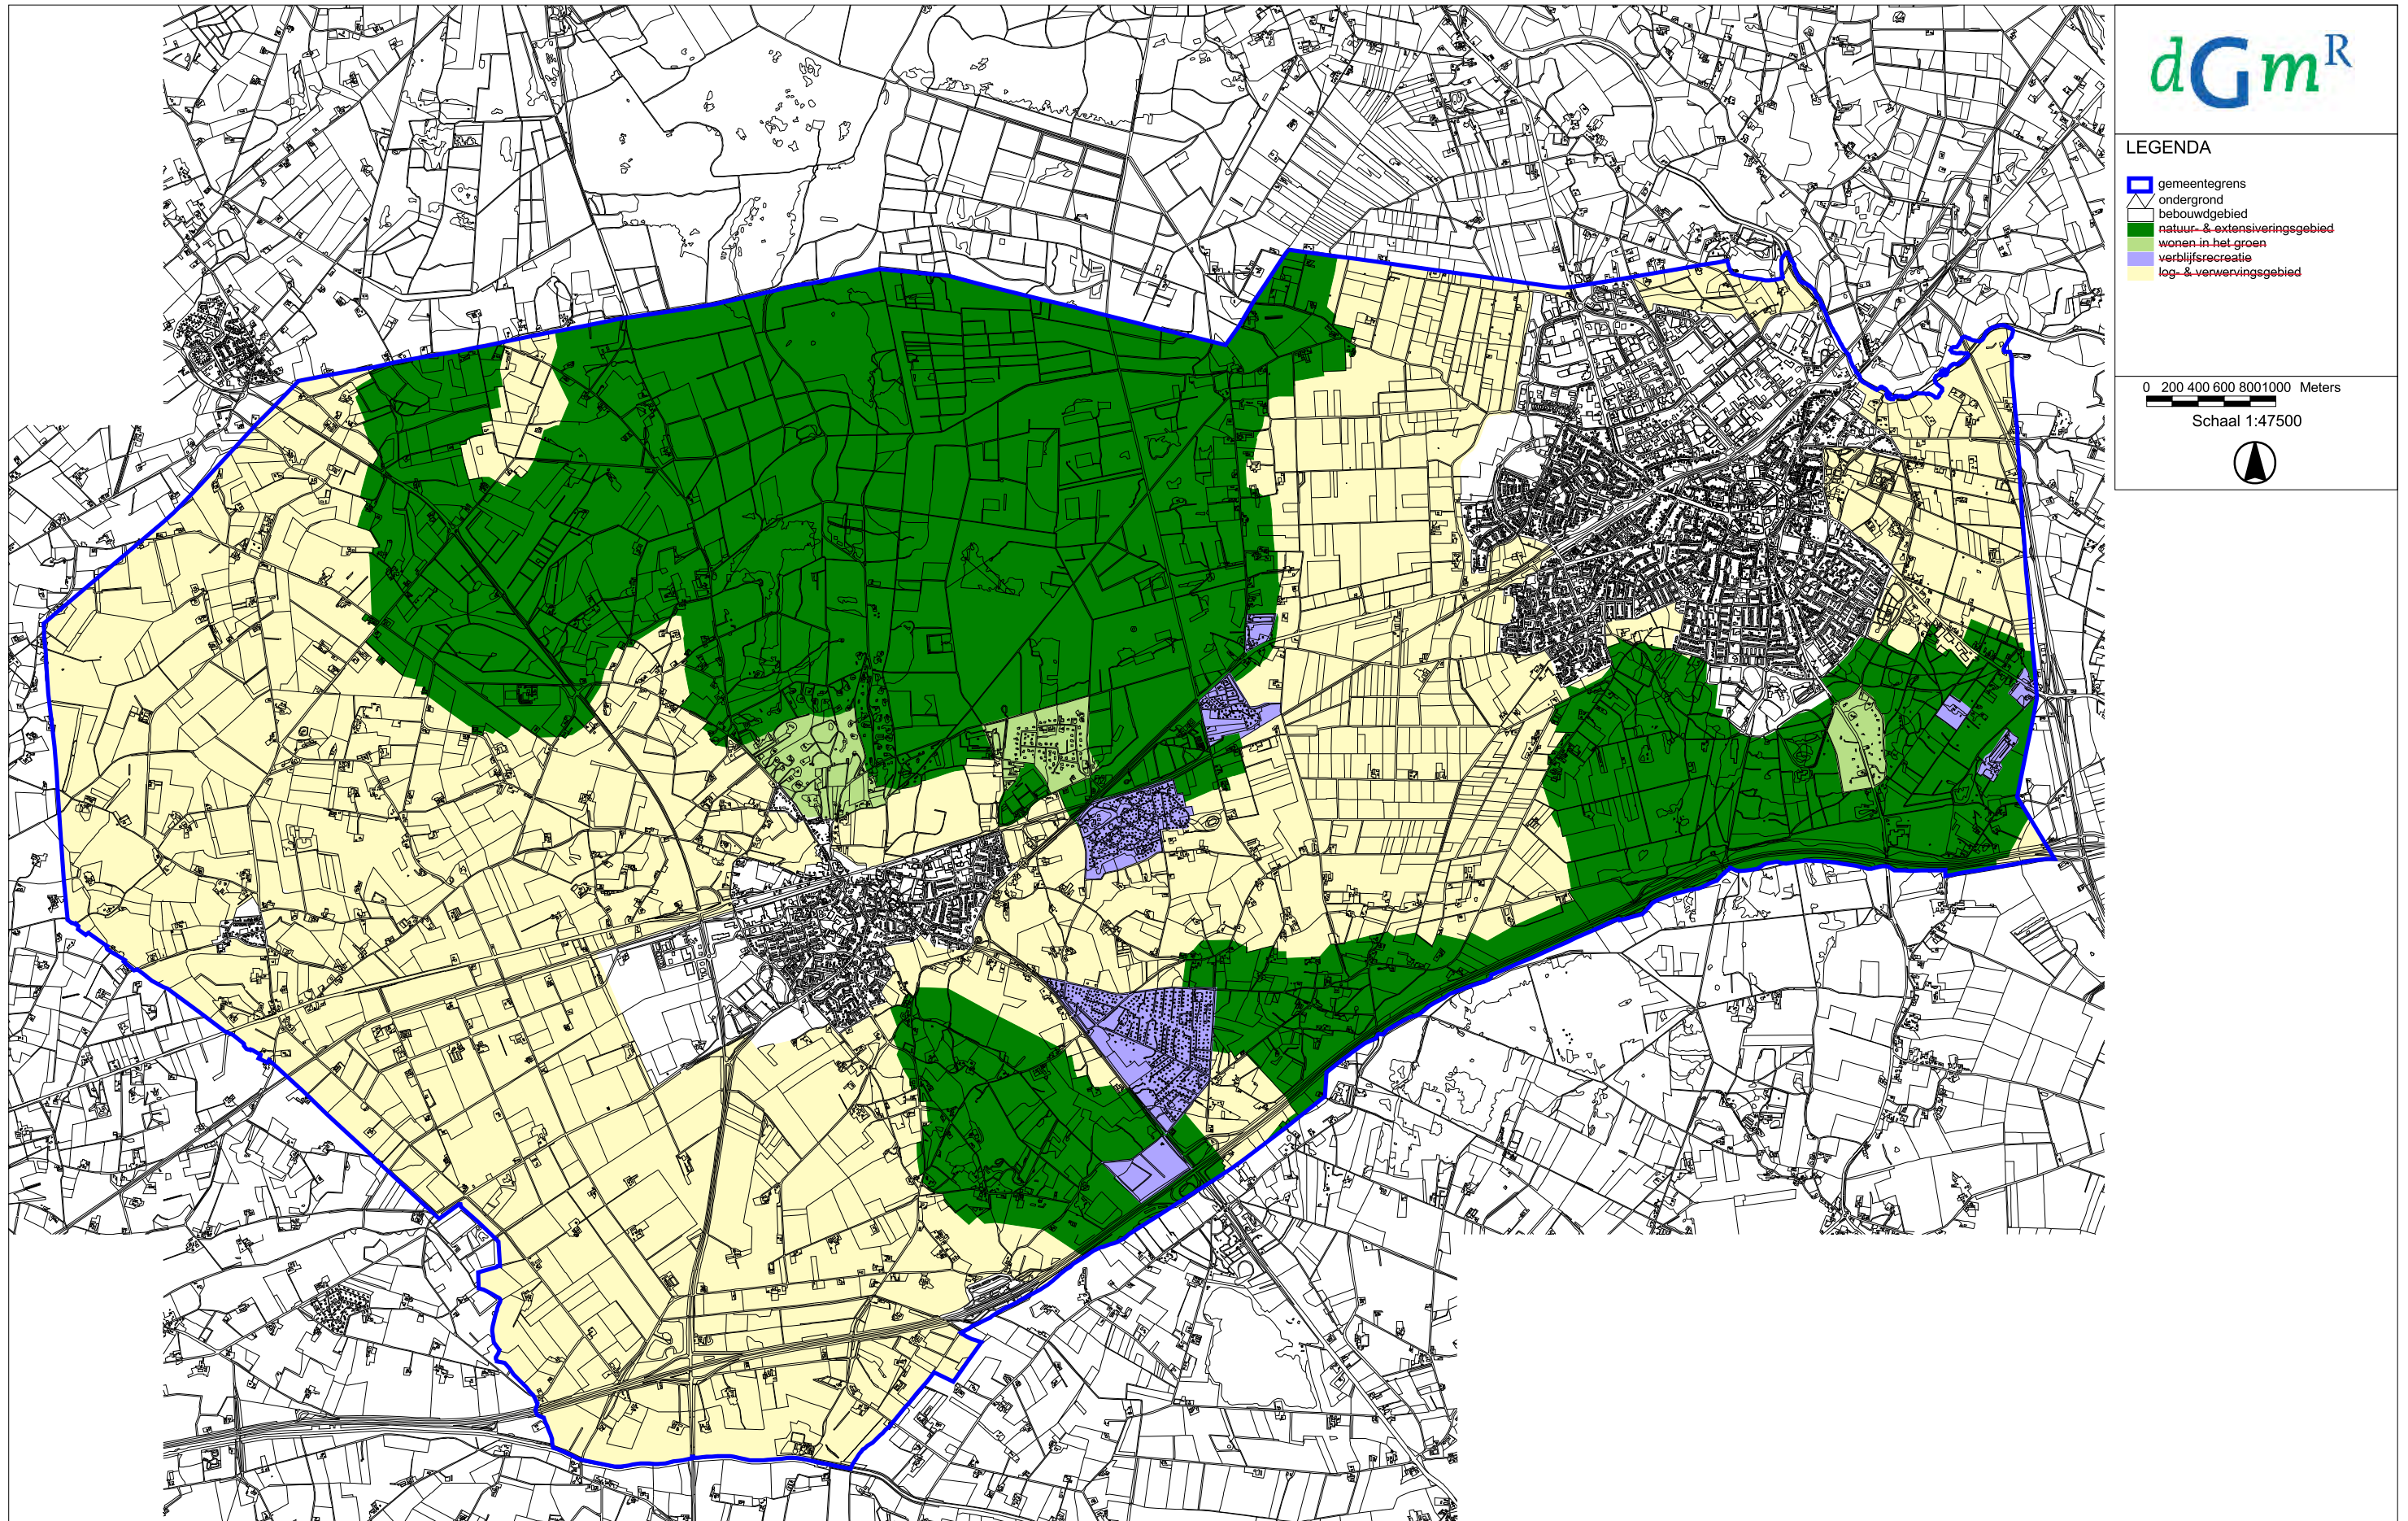 dGmR
LEGENDA
gemeentegrens
ondergrond
bebouwdgebied
natuur- & extensiveringsgebied
wonen in het groen
verblijfsrecreatie
log- & verwervingsgebied
0 200 400 600 8001000 Meters
Schaal 1:47500